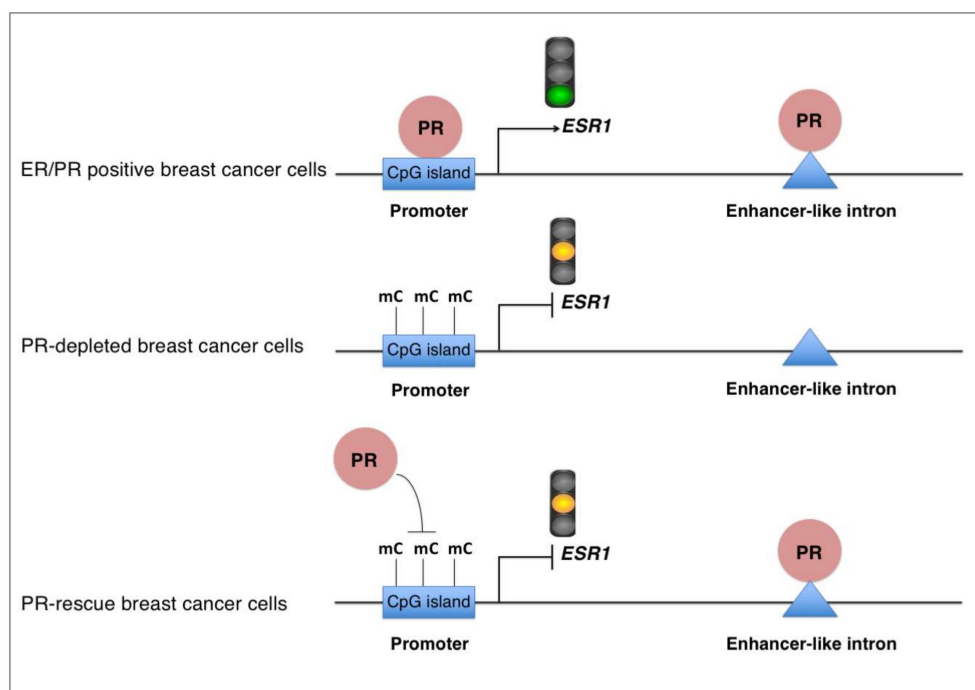 PR
ESR1
PR
ER/PR positive breast cancer cells
CpG island
Promoter
Enhancer-like intron
mC mC mC
ESR1
PR-depleted breast cancer cells
CpG island
Promoter
Enhancer-like intron
PR
mC mC mC
ESR1
PR
PR-rescue breast cancer cells
CpG island
Promoter
Enhancer-like intron